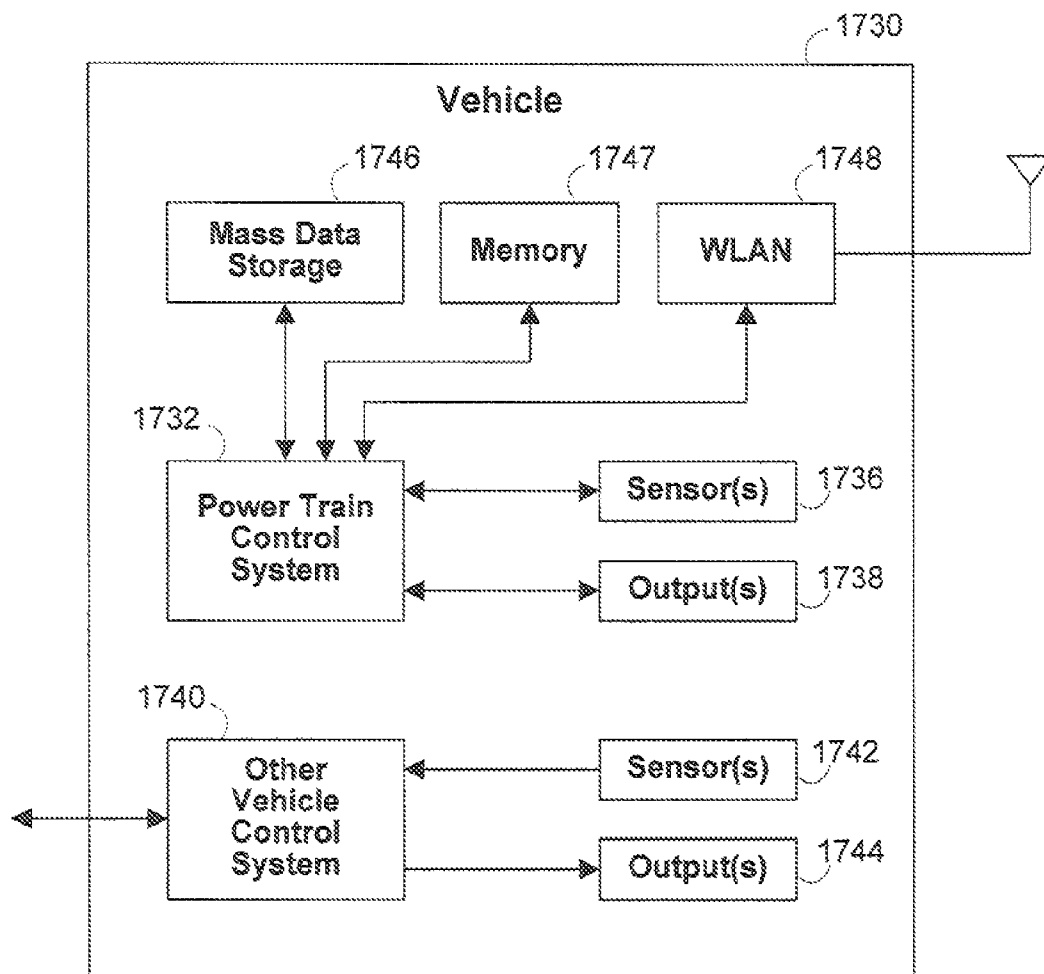 1730
Vehicle
1746
1747
1748
Mass Data
Storage
Memory
WLAN
1732
Power Train
Control
System
Sensor(s)
1736
Output(s)
1738
1740
Other
Vehicle
Control
System
Sensor(s)
1742
Output(s)
1744